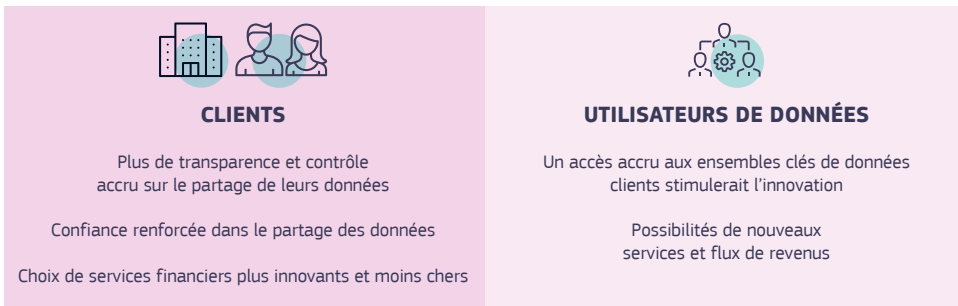 CLIENTS
Plus de transparence et contrôle
accru sur le partage de leurs données
Confiance renforcée dans le partage des données
Choix de services financiers plus innovants et moins chers
UTILISATEURS DE DONNÉES
Un accès accru aux ensembles clés de données
clients stimulerait l’innovation
Possibilités de nouveaux
services et flux de revenus